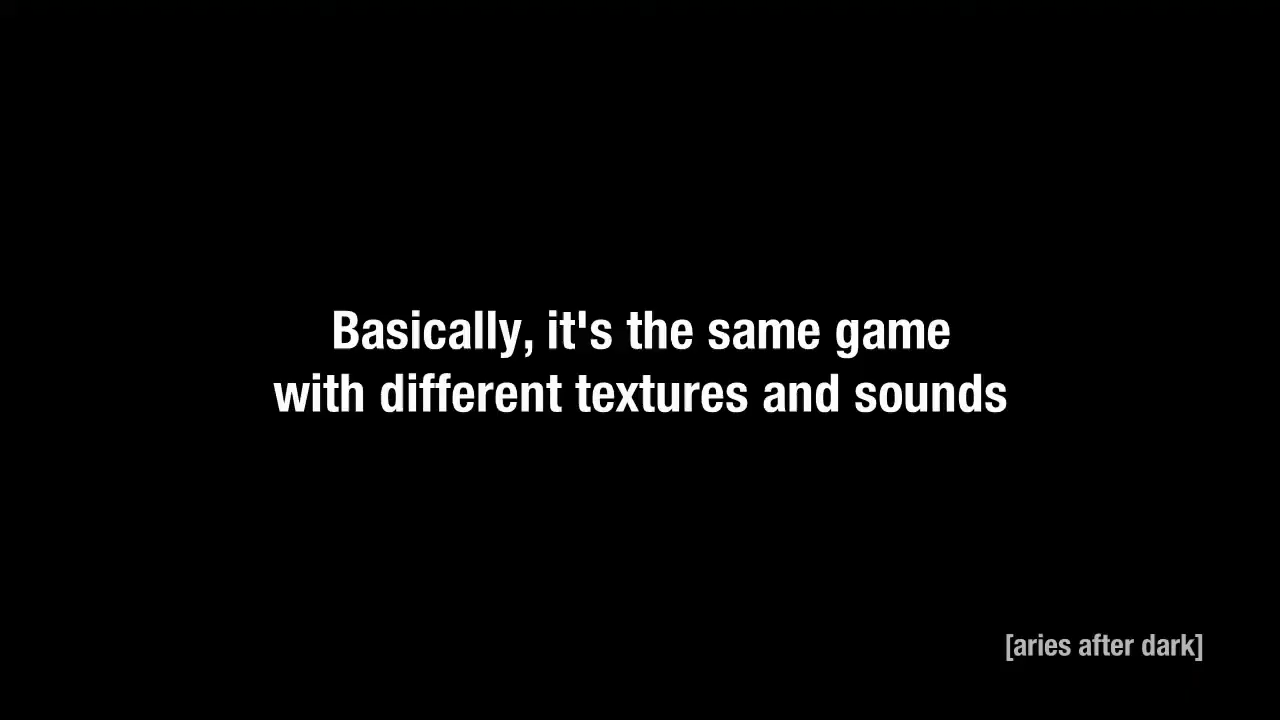 Basically, it's the same game
with different textures and sounds
[aries after dark]